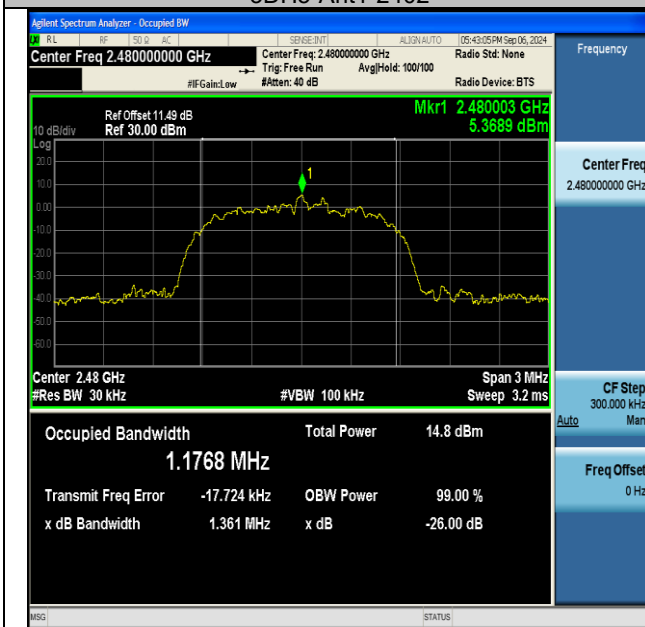 3DH5-Ant1-2402
Agilent Spectrum Analyzer - Occupied BW
RL RF 50 Ω AC SENSE:INT ALIGN AUTO 05:43:05 PM Sep 06, 2024
Center Freq 2.480000000 GHz
Center Freq: 2.480000000 GHz Radio Std: None
Trig: Free Run Avg|Hold: 100/100
#IFGain:Low #Atten: 40 dB Radio Device: BTS
Frequency
Ref Offset 11.49 dB
10 dB/div Ref 30.00 dBm
Mkr1 2.480003 GHz
5.3689 dBm
Log
20.0
10.0
0.00
-10.0
-20.0
-30.0
-40.0
-50.0
-60.0
1
Center 2.48 GHz Span 3 MHz
#Res BW 30 kHz #VBW 100 kHz Sweep 3.2 ms
Center Freq
2.480000000 GHz
CF Step
300.000 kHz
Auto Man
Freq Offset
0 Hz
Occupied Bandwidth Total Power 14.8 dBm
1.1768 MHz
Transmit Freq Error -17.724 kHz OBW Power 99.00 %
x dB Bandwidth 1.361 MHz x dB -26.00 dB
MSG STATUS